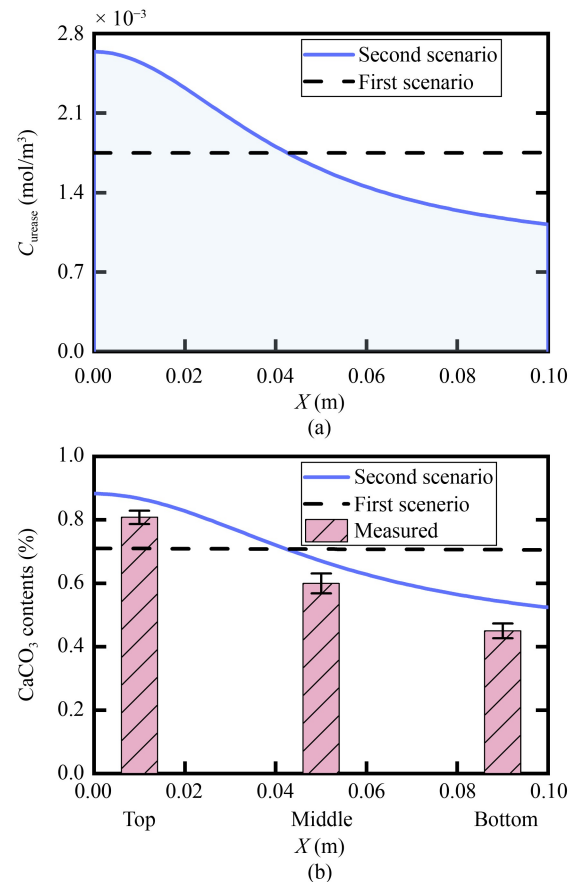 × 10⁻³
2.8
2.1
1.4
0.7
0.0
C_urease (mol/m³)
Second scenario
First scenario
0.00 0.02 0.04 0.06 0.08 0.10
X (m)
(a)
1.0
0.8
0.6
0.4
0.2
0.0
CaCO₃ contents (%)
Second scenario
First scenerio
Measured
0.00 0.02 0.04 0.06 0.08 0.10
Top Middle Bottom
X (m)
(b)